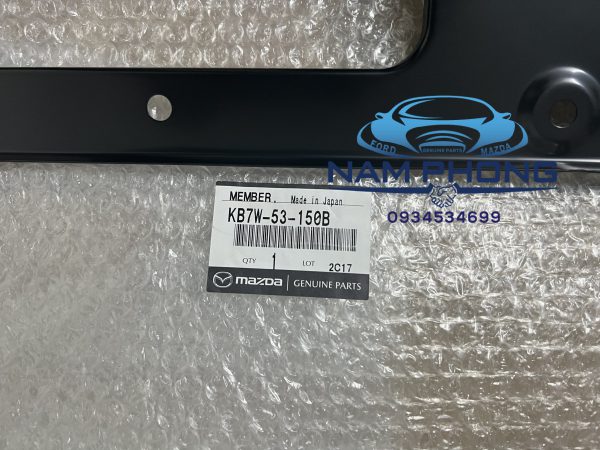 FORD GENUINE PARTS MAZDA
NAM PHONG
0934534699
MEMBER. Made in Japan
KB7W-53-150B
QTY 1 LOT 2C17
mazda GENUINE PARTS